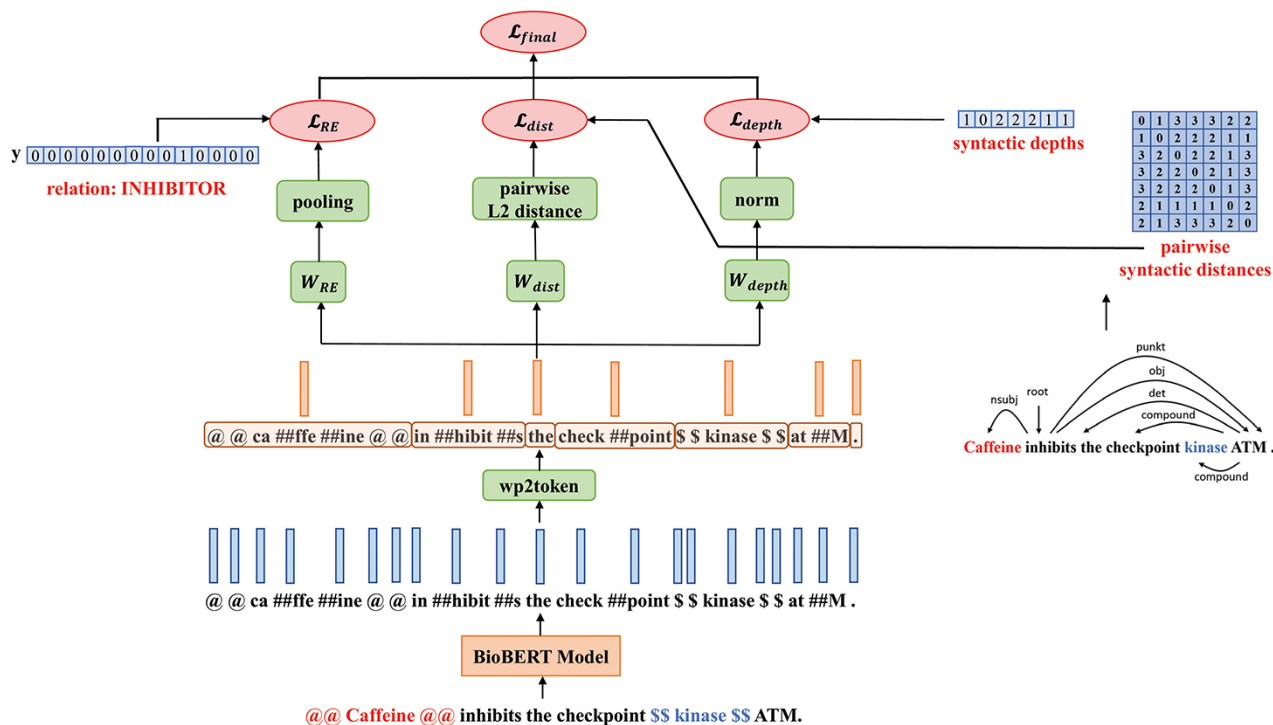 ℒfinal
ℒRE
ℒdist
ℒdepth
y 0 0 0 0 0 0 0 0 0 1 0 0 0 0
relation: INHIBITOR
1 0 2 2 2 1 1
syntactic depths
0 1 3 3 3 2 2
1 0 2 2 2 1 1
3 2 0 2 2 1 3
3 2 2 0 2 1 3
3 2 2 2 0 1 3
2 1 1 1 1 0 2
2 1 3 3 3 2 0
pairwise
syntactic distances
pooling
pairwise
L2 distance
norm
WRE
Wdist
Wdepth
punkt
obj
det
nsubj
root
compound
Caffeine inhibits the checkpoint kinase ATM .
compound
@ @ ca ##ffe ##ine @ @ in ##hibit ##s the check ##point $ $ kinase $ $ at ##M .
wp2token
@ @ ca ##ffe ##ine @ @ in ##hibit ##s the check ##point $ $ kinase $ $ at ##M .
BioBERT Model
@@ Caffeine @@ inhibits the checkpoint $$ kinase $$ ATM.